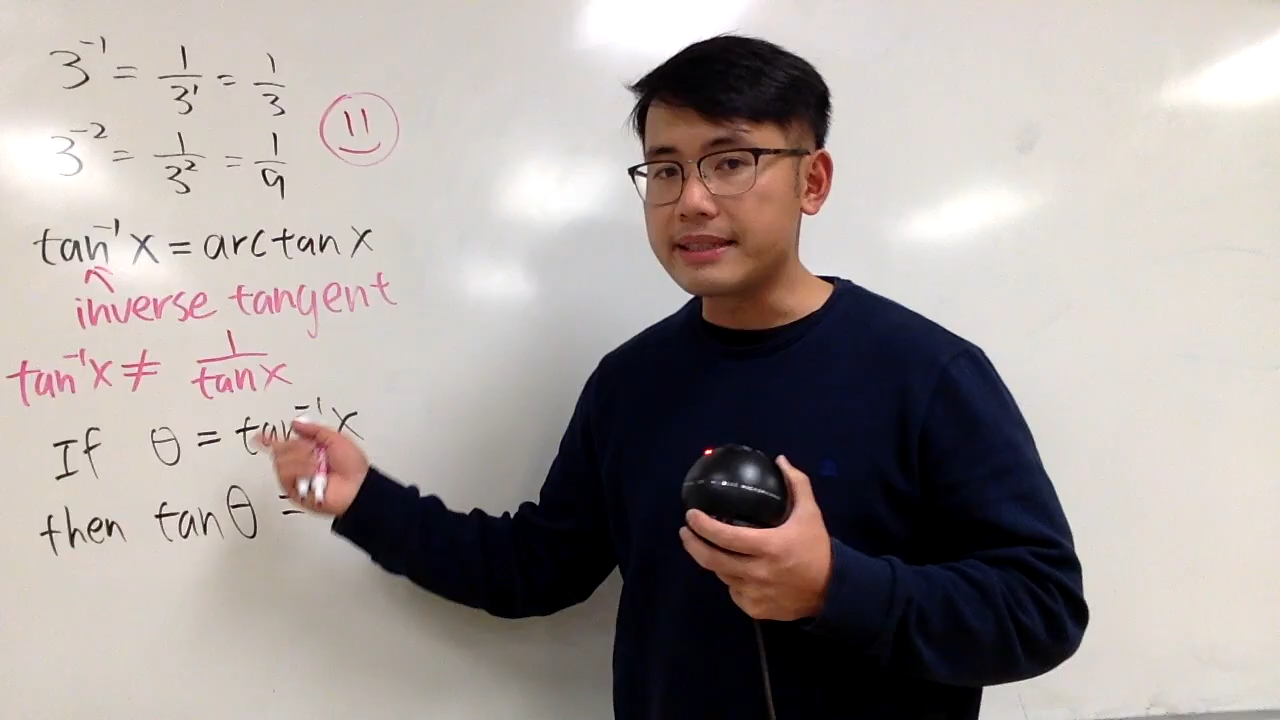 3⁻¹ = 1/3¹ = 1/3
3⁻² = 1/3² = 1/9
tan⁻¹x = arctan x
inverse tangent
tan⁻¹x ≠ 1/tan x
If θ = tan⁻¹x
then tan θ =